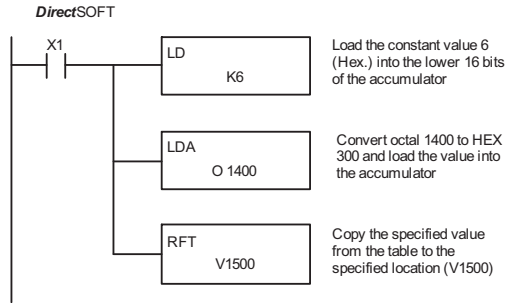 DirectSOFT
X1
LD
K6
Load the constant value 6
(Hex.) into the lower 16 bits
of the accumulator
LDA
O 1400
Convert octal 1400 to HEX
300 and load the value into
the accumulator
RFT
V1500
Copy the specified value
from the table to the
specified location (V1500)